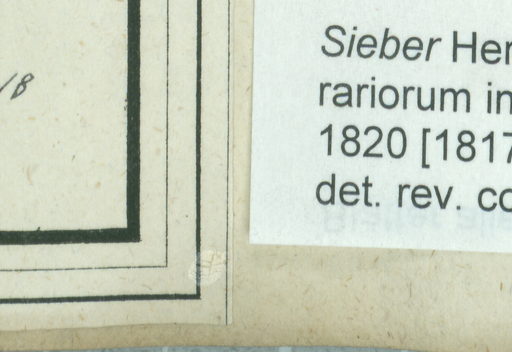 Sieber Her
rariorum in
1820 [1817
det. rev. co